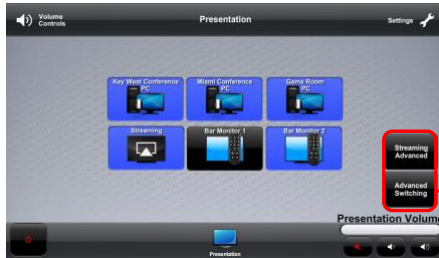 Volume
Controls
Presentation
Settings
Key West Conference
PC
Miami Conference
PC
Game Room
PC
Streaming
Bar Monitor 1
Bar Monitor 2
Streaming
Advanced
Advanced
Switching
Presentation Volume
Presentation